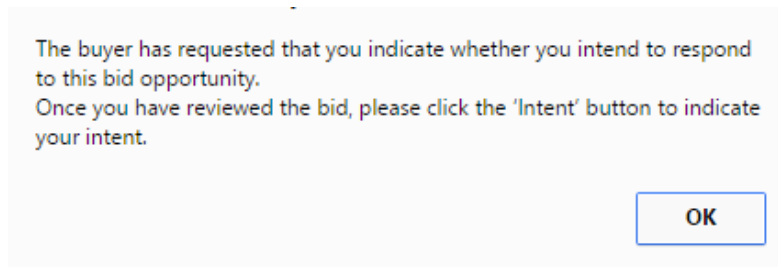 The buyer has requested that you indicate whether you intend to respond
to this bid opportunity.
Once you have reviewed the bid, please click the ‘Intent’ button to indicate
your intent.
OK